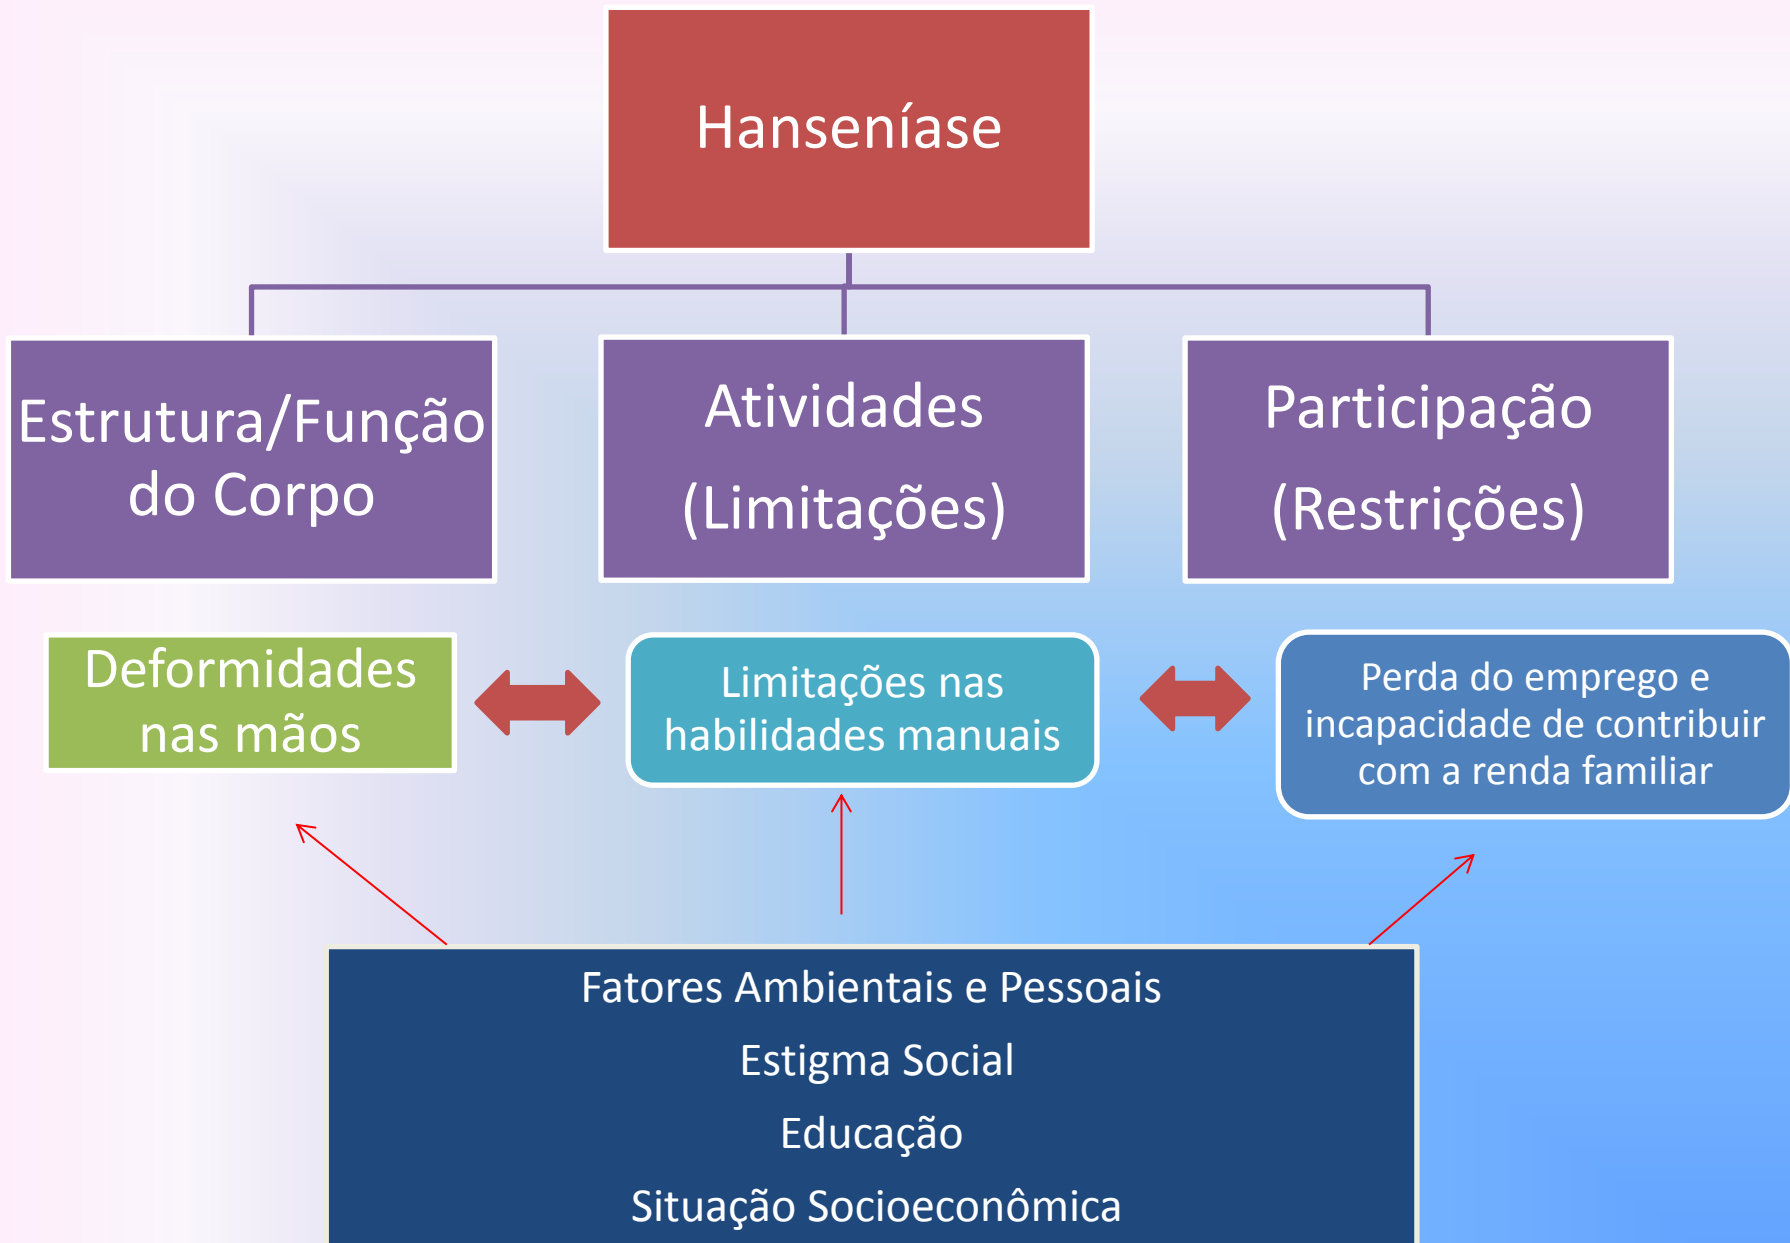 Hanseníase
Estrutura/Função
do Corpo
Atividades
(Limitações)
Participação
(Restrições)
Deformidades
nas mãos
Limitações nas
habilidades manuais
Perda do emprego e
incapacidade de contribuir
com a renda familiar
Fatores Ambientais e Pessoais
Estigma Social
Educação
Situação Socioeconômica